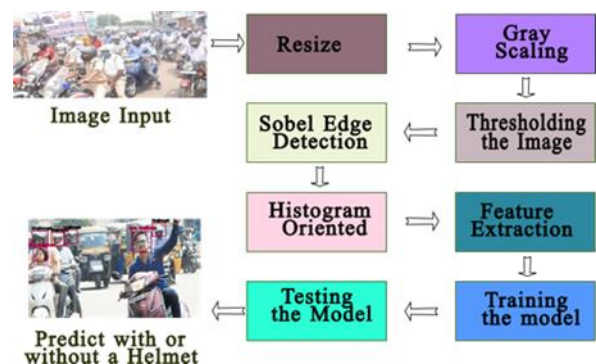 Image Input
Resize
Gray
Scaling
Thresholding
the Image
Sobel Edge
Detection
Histogram
Oriented
Feature
Extraction
Training
the model
Testing
the Model
Predict with or
without a Helmet